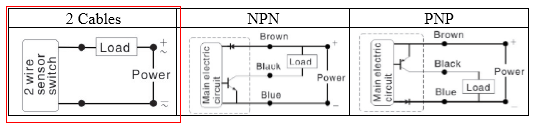 2 Cables
NPN
PNP
2 wire
sensor
switch
Load
+
~
Power
−
~
Main electric
circuit
Brown
+
Black
Load
Power
Blue
−
Main electric
circuit
Brown
+
Black
Power
Blue
Load
−